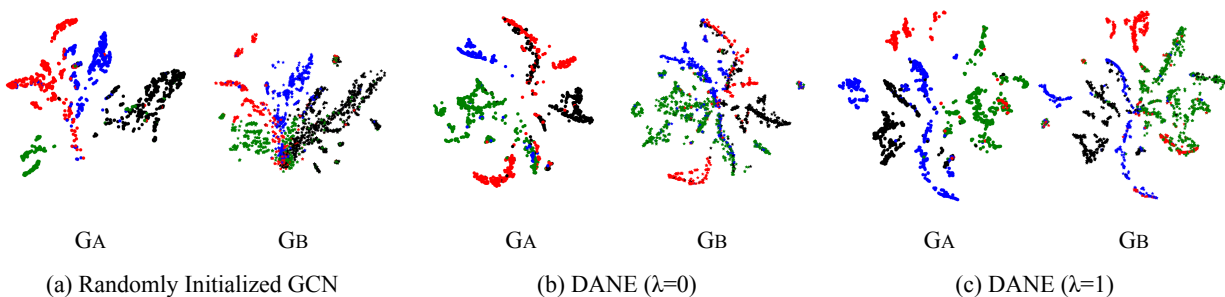 GA GB GA GB GA GB
(a) Randomly Initialized GCN (b) DANE (λ=0) (c) DANE (λ=1)